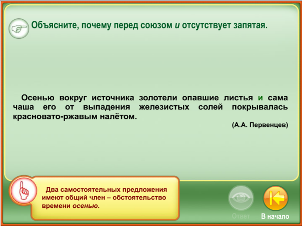 Объясните, почему перед союзом и отсутствует запятая.
Осенью вокруг источника золотели опавшие листья и сама
чаша его от выпадения железистых солей покрывалась
красновато-ржавым налётом.
(А.А. Первенцев)
Два самостоятельных предложения
имеют общий член – обстоятельство
времени осенью.
Ответ
В начало